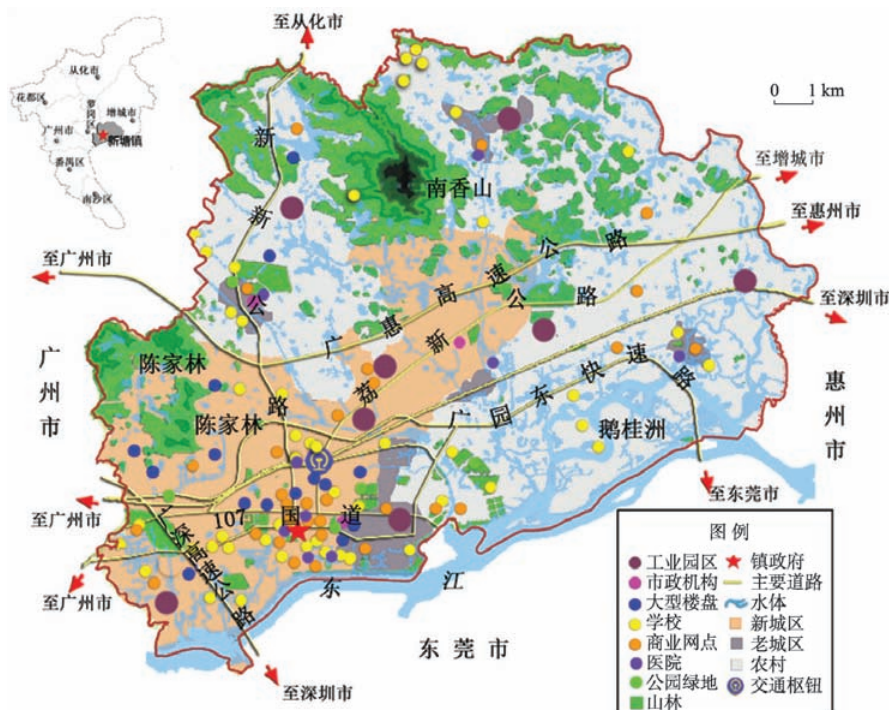 至从化市
从化市
花都区
萝岗区
增城市
广州市
新塘镇
番禺区
南沙区
0 1 km
至增城市
南香山
新新公路
至惠州市
至广州市
广惠高速公路
至深圳市
荔新公路
陈家林
广州市
陈家林
广园东快速路
鹅桂洲
惠州市
至东莞市
至广州市
107国道
广深高速公路
至广州市
东江
东莞市
至深圳市
图例
工业园区
镇政府
市政机构
主要道路
大型楼盘
水体
学校
新城区
商业网点
老城区
医院
农村
公园绿地
交通枢钮
山林